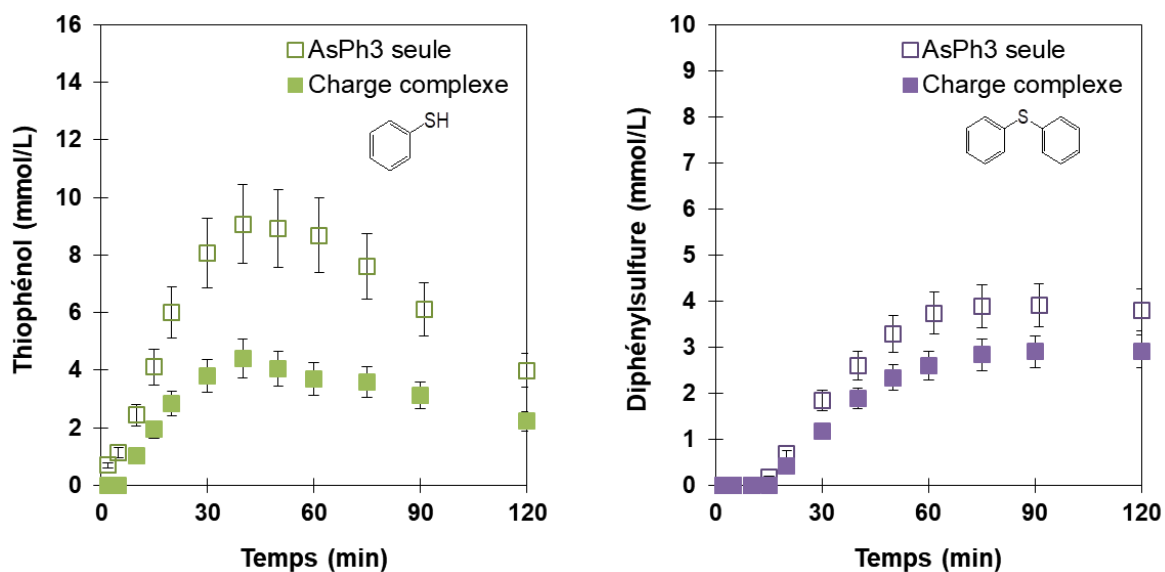 16
14
12
10
8
6
4
2
0
Thiophénol (mmol/L)
AsPh3 seule
Charge complexe
SH
0 30 60 90 120
Temps (min)
10
9
8
7
6
5
4
3
2
1
0
Diphénylsulfure (mmol/L)
AsPh3 seule
Charge complexe
S
0 30 60 90 120
Temps (min)